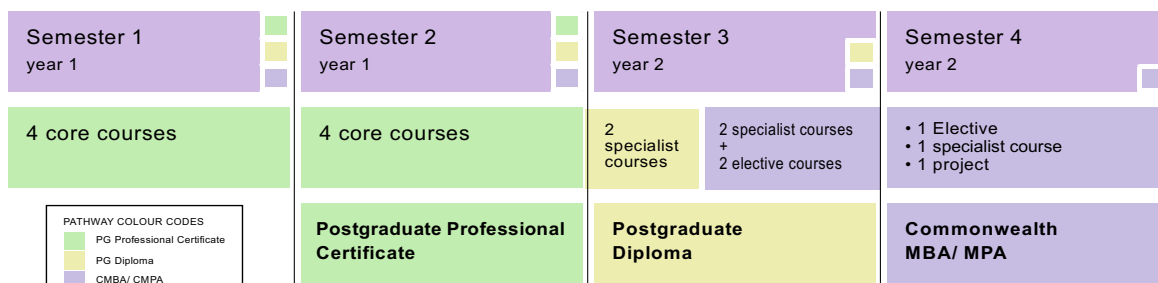 Semester 1
year 1
Semester 2
year 1
Semester 3
year 2
Semester 4
year 2
4 core courses
4 core courses
2
specialist
courses
2 specialist courses
+
2 elective courses
• 1 Elective
• 1 specialist course
• 1 project
PATHWAY COLOUR CODES
PG Professional Certificate
PG Diploma
CMBA/ CMPA
Postgraduate Professional
Certificate
Postgraduate
Diploma
Commonwealth
MBA/ MPA